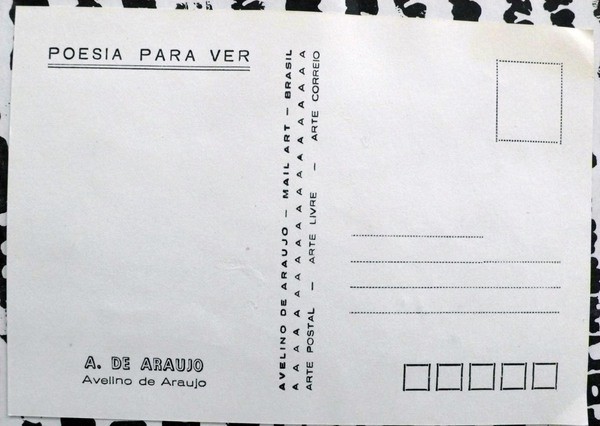 POESIA PARA VER
A. DE ARAUJO
Avelino de Araujo
AVELINO DE ARAUJO – MAIL ART – BRASIL
A A A A A A A A A A A A A A A A A A A A A A A A A A
ARTE POSTAL – ARTE LIVRE – ARTE CORREIO